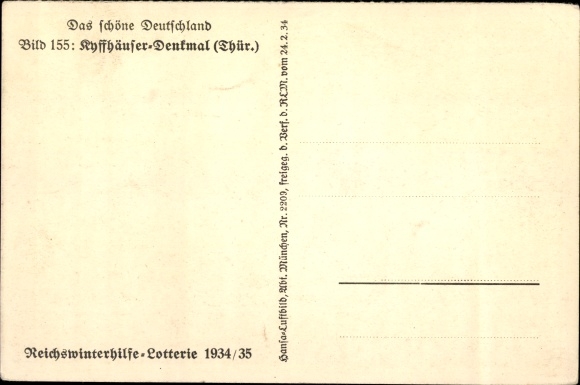 Das schöne Deutschland
Bild 155: Kyffhäuser-Denkmal (Thür.)
Reichswinterhilfe-Lotterie 1934/35
Hansa-Luftbild, Abt. München, Nr. 2209, freigeg. d. Verf. d. RLM. vom 24. 2. 34